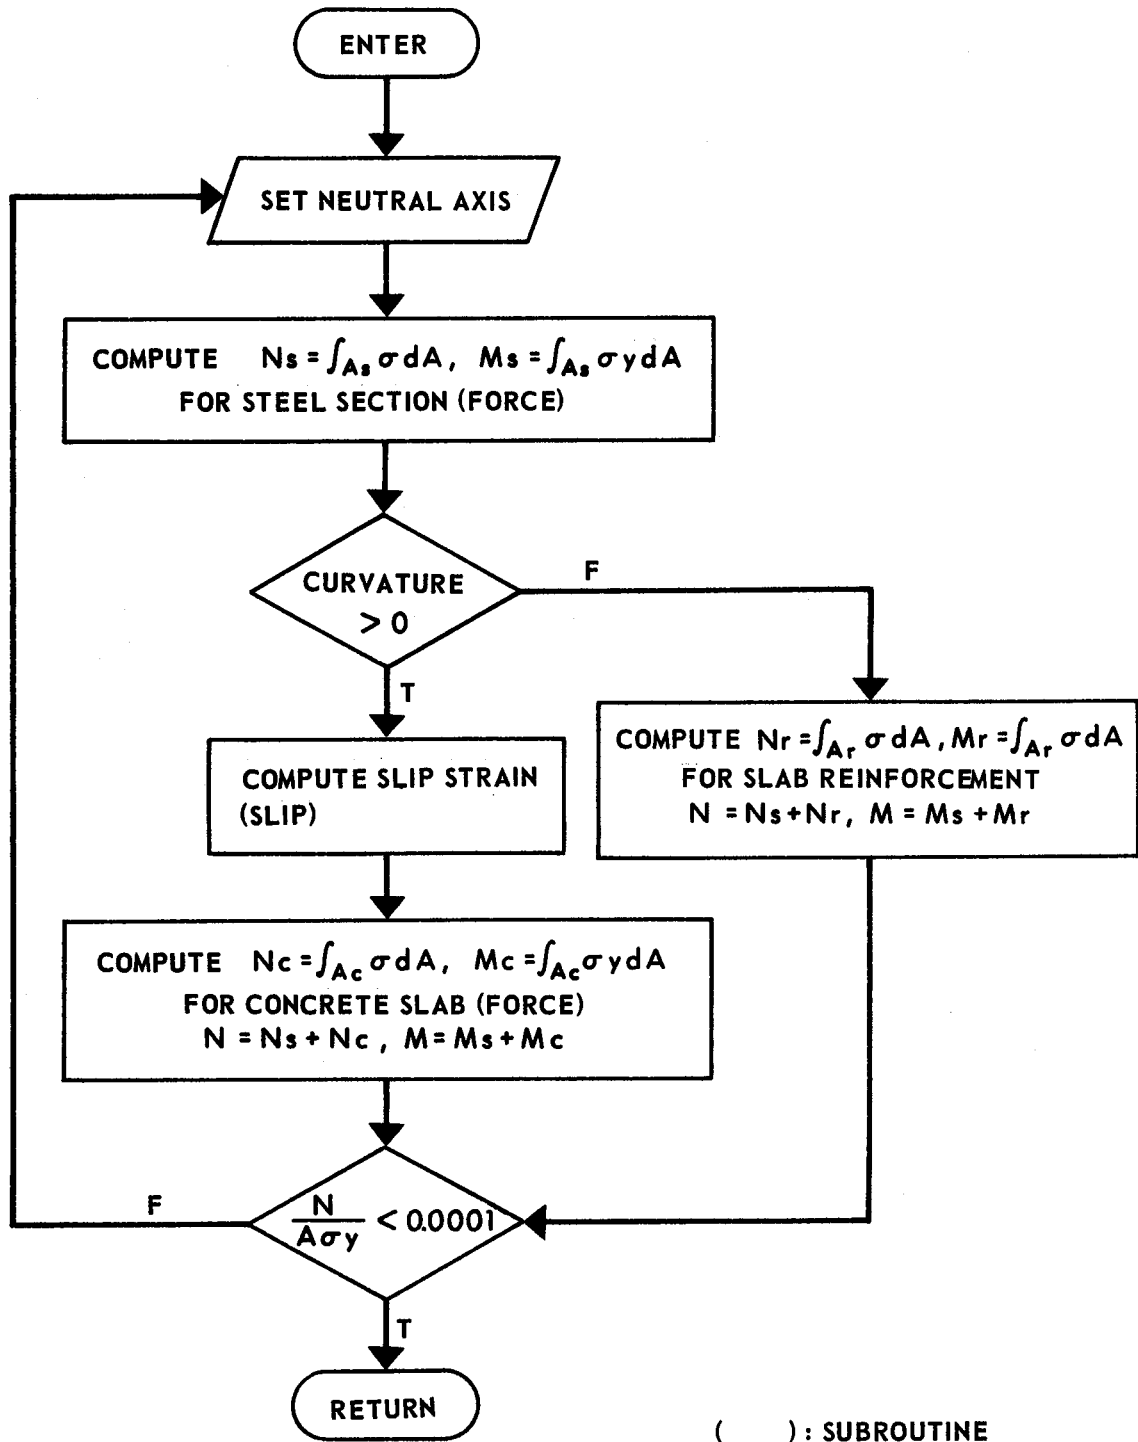 ENTER
SET NEUTRAL AXIS
COMPUTE Ns = ∫As σ dA, Ms = ∫As σ y dA
FOR STEEL SECTION (FORCE)
CURVATURE
> 0
F
T
COMPUTE SLIP STRAIN
(SLIP)
COMPUTE Nr = ∫Ar σ dA, Mr = ∫Ar σ dA
FOR SLAB REINFORCEMENT
N = Ns + Nr, M = Ms + Mr
COMPUTE Nc = ∫Ac σ dA, Mc = ∫Ac σ y dA
FOR CONCRETE SLAB (FORCE)
N = Ns + Nc, M = Ms + Mc
F
N / Aσy < 0.0001
T
RETURN
( ) : SUBROUTINE